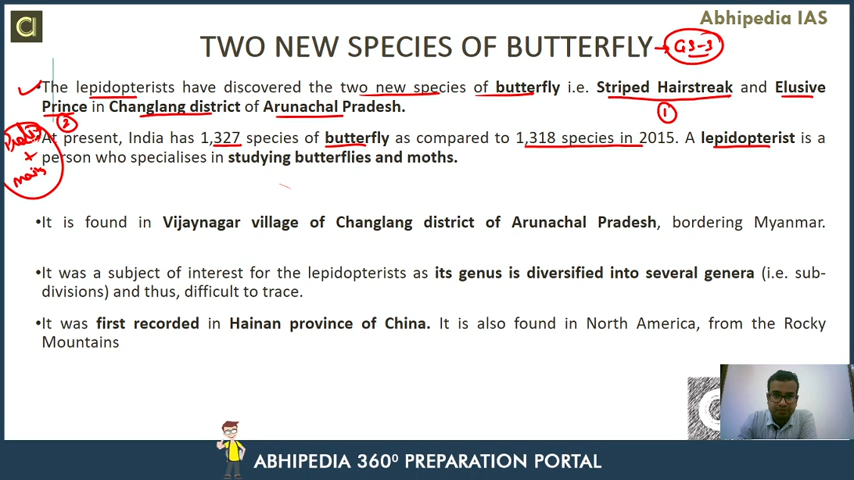 Abhipedia IAS
a
TWO NEW SPECIES OF BUTTERFLY → GS-3
•The lepidopterists have discovered the two new species of butterfly i.e. Striped Hairstreak and Elusive
Prince in Changlang district of Arunachal Pradesh.
1
2
•At present, India has 1,327 species of butterfly as compared to 1,318 species in 2015. A lepidopterist is a
person who specialises in studying butterflies and moths.
+
mains
•It is found in Vijaynagar village of Changlang district of Arunachal Pradesh, bordering Myanmar.
•It was a subject of interest for the lepidopterists as its genus is diversified into several genera (i.e. sub-
divisions) and thus, difficult to trace.
•It was first recorded in Hainan province of China. It is also found in North America, from the Rocky
Mountains
ABHIPEDIA 360⁰ PREPARATION PORTAL